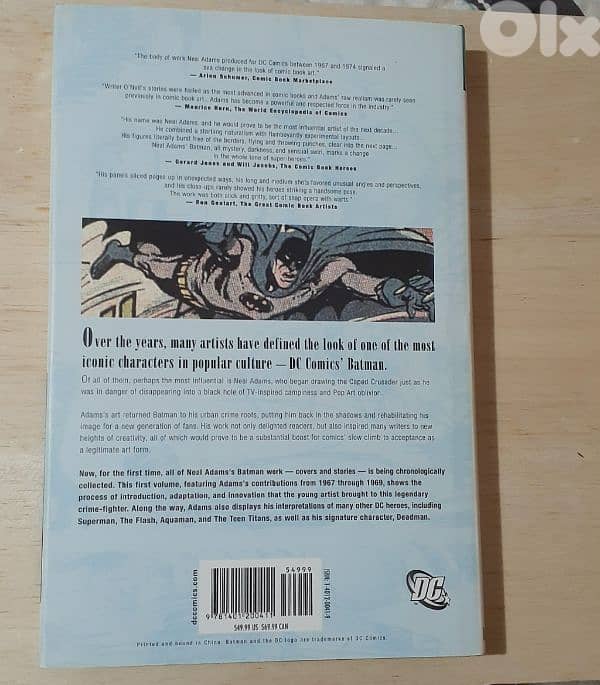 Olx
"The body of work Neal Adams produced for DC Comics between 1967 and 1974 signaled a
sea change in the look of comic book art."
— Arlen Schumer, Comic Book Marketplace
"Writer O'Neil's stories were hailed as the most advanced in comic books and Adams' raw realism was rarely seen
previously in comic book art. Adams has become a powerful and respected force in the industry."
— Maurice Horn, The World Encyclopedia of Comics
"His name was Neal Adams, and he would prove to be the most influential artist of the next decade...
He combined a startling naturalism with flamboyantly experimental layouts...
His figures literally burst free of the borders, flying and throwing punches, clear into the next page...
Neal Adams' Batman, all mystery, darkness, and sensual swirl, marks a change
in the whole tone of super-heroes."
— Gerard Jones and Will Jacobs, The Comic Book Heroes
"His panels sliced pages up in unexpected ways, his long and medium shots favored unusual angles and perspectives,
and his close-ups rarely showed his heroes striking a handsome pose.
The work was both slick and gritty, sort of snap opera with warts."
— Ron Goulart, The Great Comic Book Artists
Over the years, many artists have defined the look of one of the most
iconic characters in popular culture — DC Comics' Batman.
Of all of them, perhaps the most influential is Neal Adams, who began drawing the Caped Crusader just as he
was in danger of disappearing into a black hole of TV-inspired campiness and Pop Art oblivion.
Adams's art returned Batman to his urban crime roots, putting him back in the shadows and rehabilitating his
image for a new generation of fans. His work not only delighted readers, but also inspired many writers to new
heights of creativity, all of which would prove to be a substantial boost for comics' slow climb to acceptance as
a legitimate art form.
Now, for the first time, all of Neal Adams's Batman work — covers and stories — is being chronologically
collected. This first volume, featuring Adams's contributions from 1967 through 1969, shows the
process of introduction, adaptation, and innovation that the young artist brought to this legendary
crime-fighter. Along the way, Adams also displays his interpretations of many other DC heroes, including
Superman, The Flash, Aquaman, and The Teen Titans, as well as his signature character, Deadman.
dccomics.com
54999
9 781401 200411
ISBN: 1-4012-0041-9
$49.99 US $69.99 CAN
DC
Printed and bound in China. Batman and the DC logo are trademarks of DC Comics.